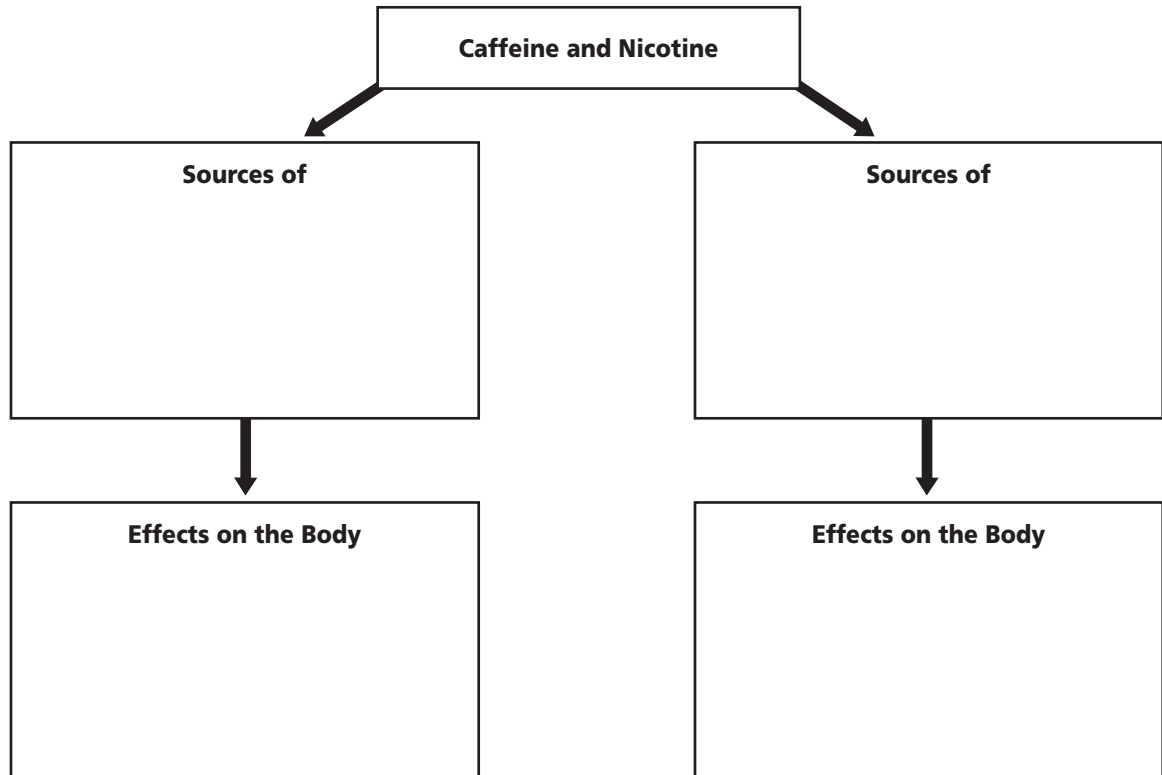 Caffeine and Nicotine
Sources of
Sources of
Effects on the Body
Effects on the Body